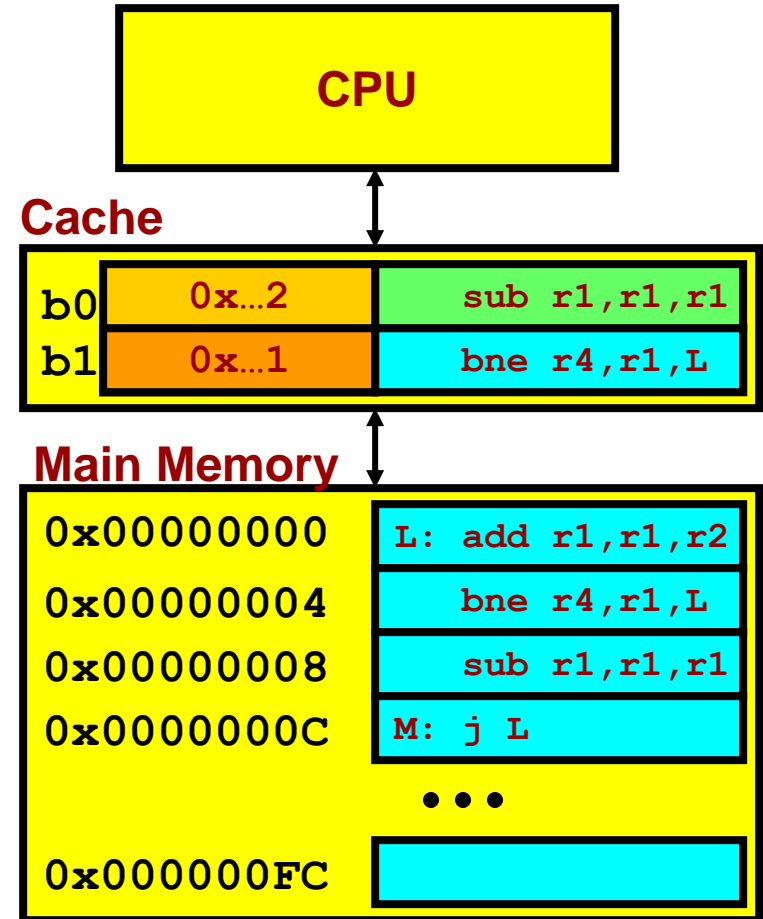 CPU
Cache
b0 0x…2 sub r1,r1,r1
b1 0x…1 bne r4,r1,L
Main Memory
0x00000000 L: add r1,r1,r2
0x00000004 bne r4,r1,L
0x00000008 sub r1,r1,r1
0x0000000C M: j L
•••
0x000000FC